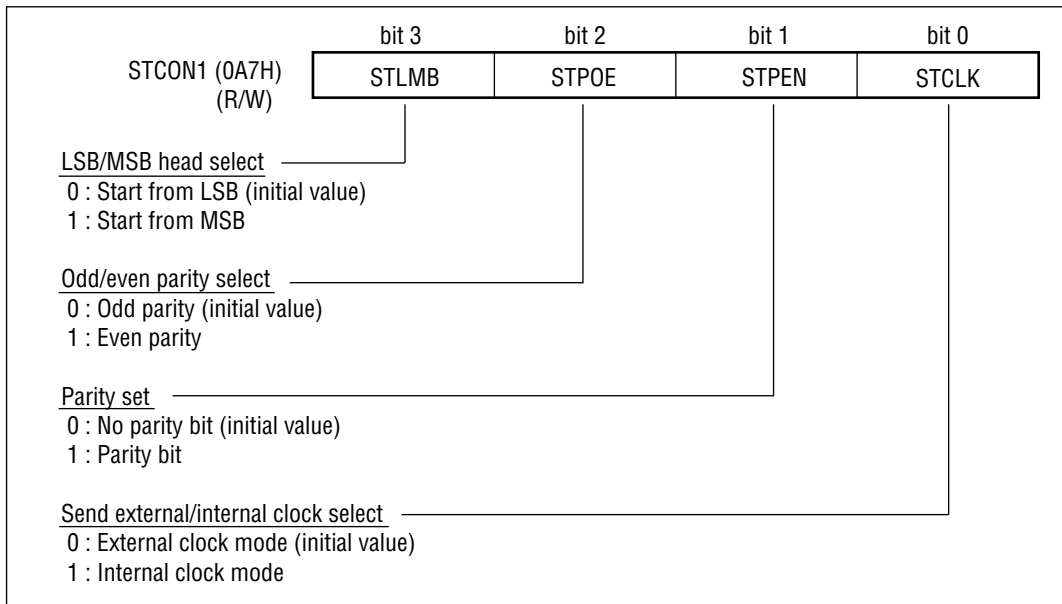 bit 3 bit 2 bit 1 bit 0
STCON1 (0A7H) STLMB STPOE STPEN STCLK
(R/W)
LSB/MSB head select
0 : Start from LSB (initial value)
1 : Start from MSB
Odd/even parity select
0 : Odd parity (initial value)
1 : Even parity
Parity set
0 : No parity bit (initial value)
1 : Parity bit
Send external/internal clock select
0 : External clock mode (initial value)
1 : Internal clock mode